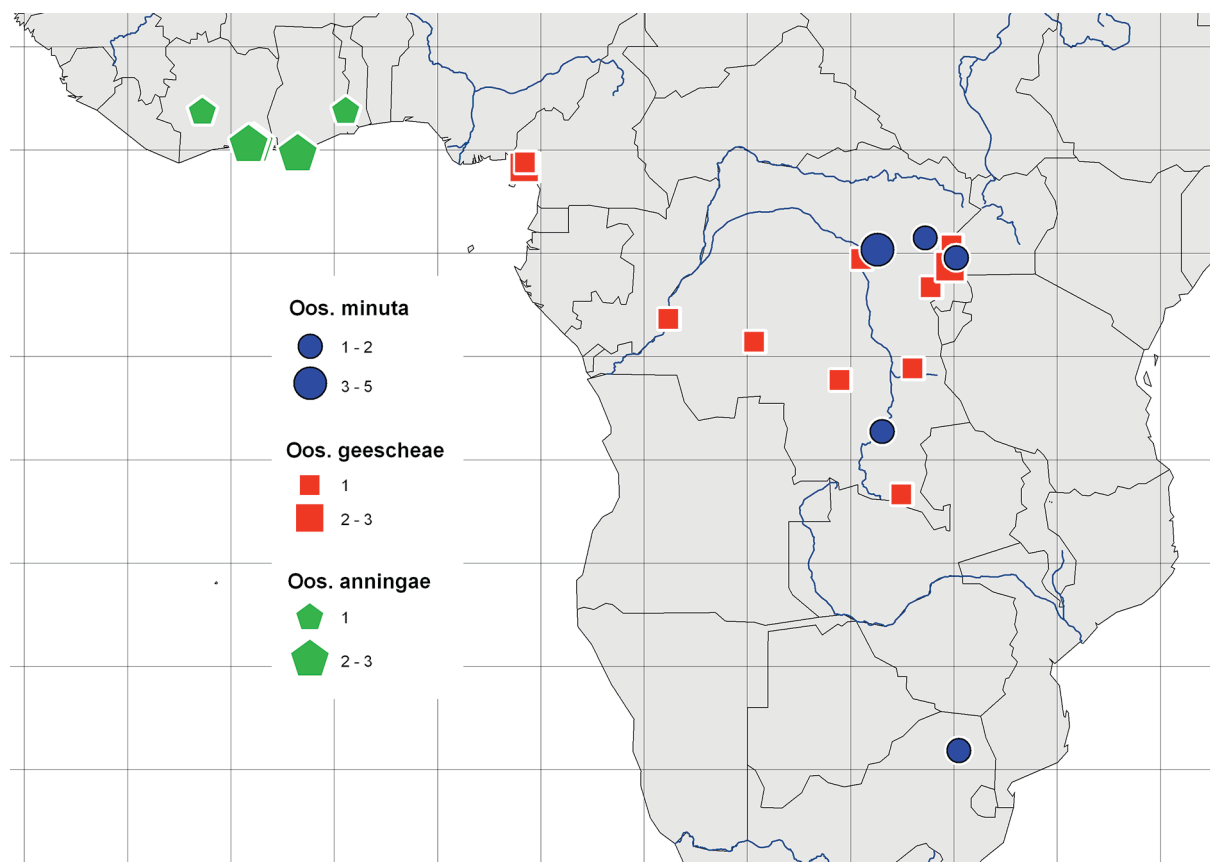 Oos. minuta
1 - 2
3 - 5
Oos. geescheae
1
2 - 3
Oos. anningae
1
2 - 3